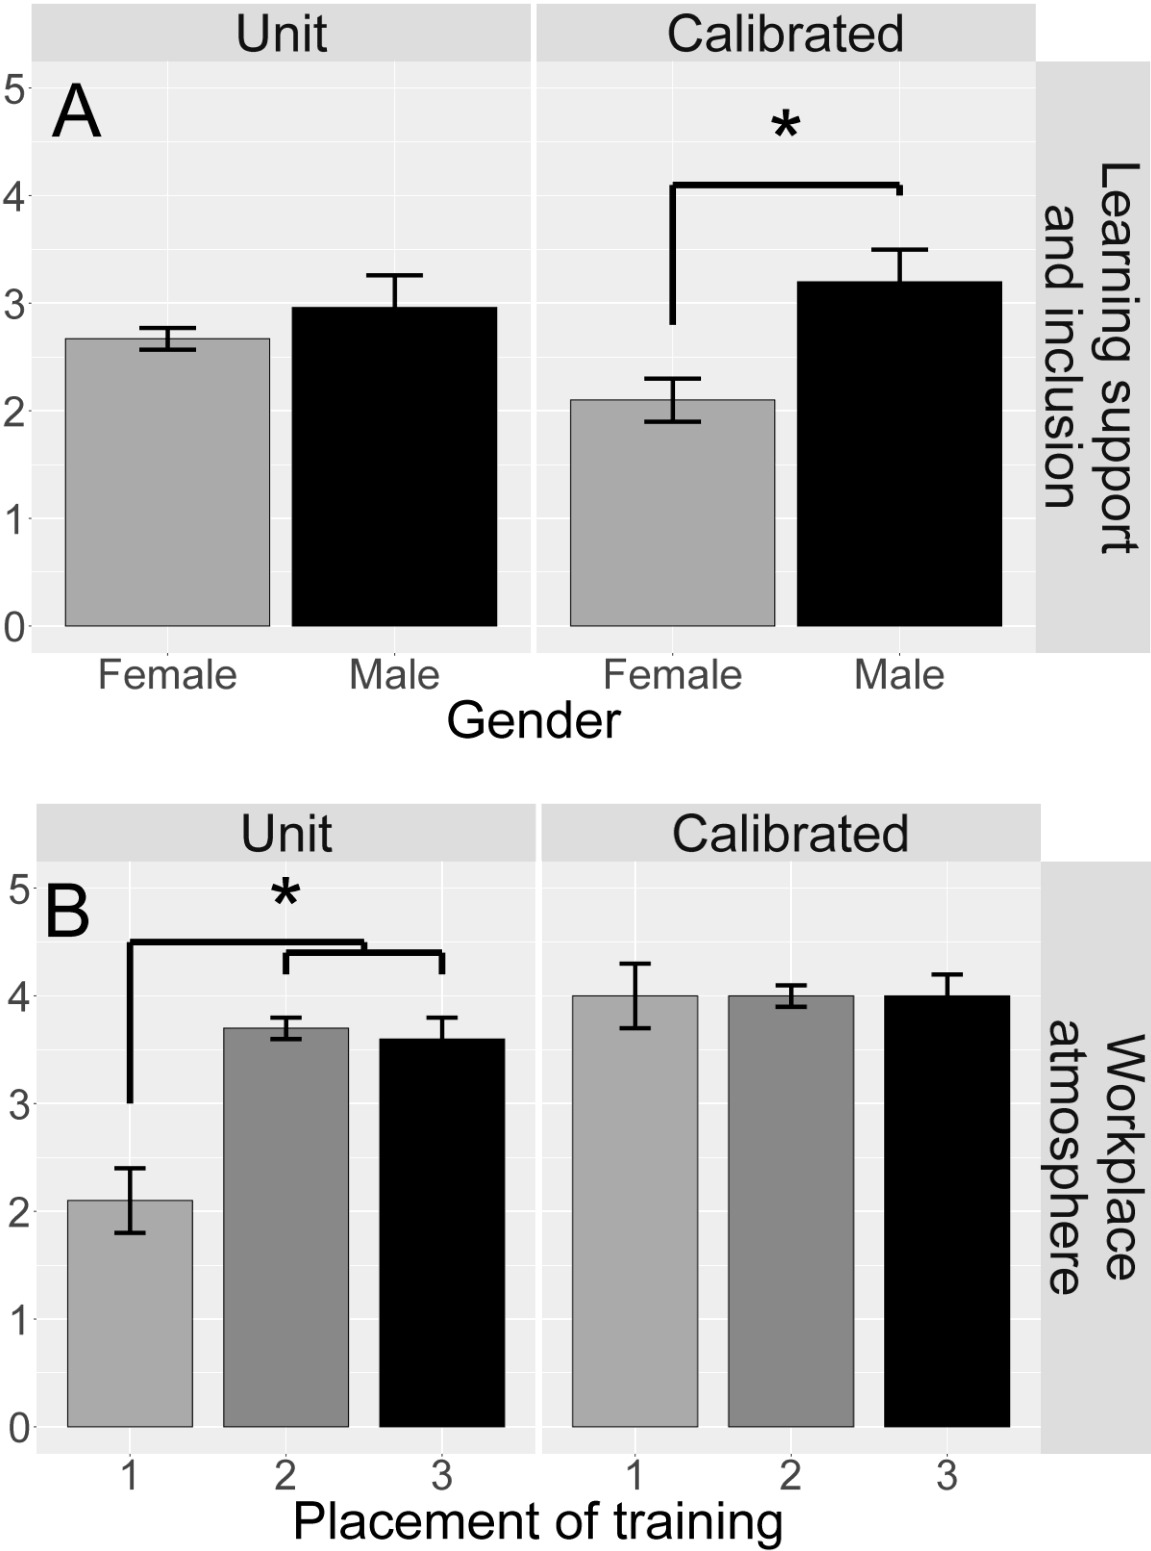 Unit Calibrated
A
*
5
4
3
2
1
0
Learning support
and inclusion
Female Male Female Male
Gender
Unit Calibrated
B
*
5
4
3
2
1
0
Workplace
atmosphere
1 2 3 1 2 3
Placement of training